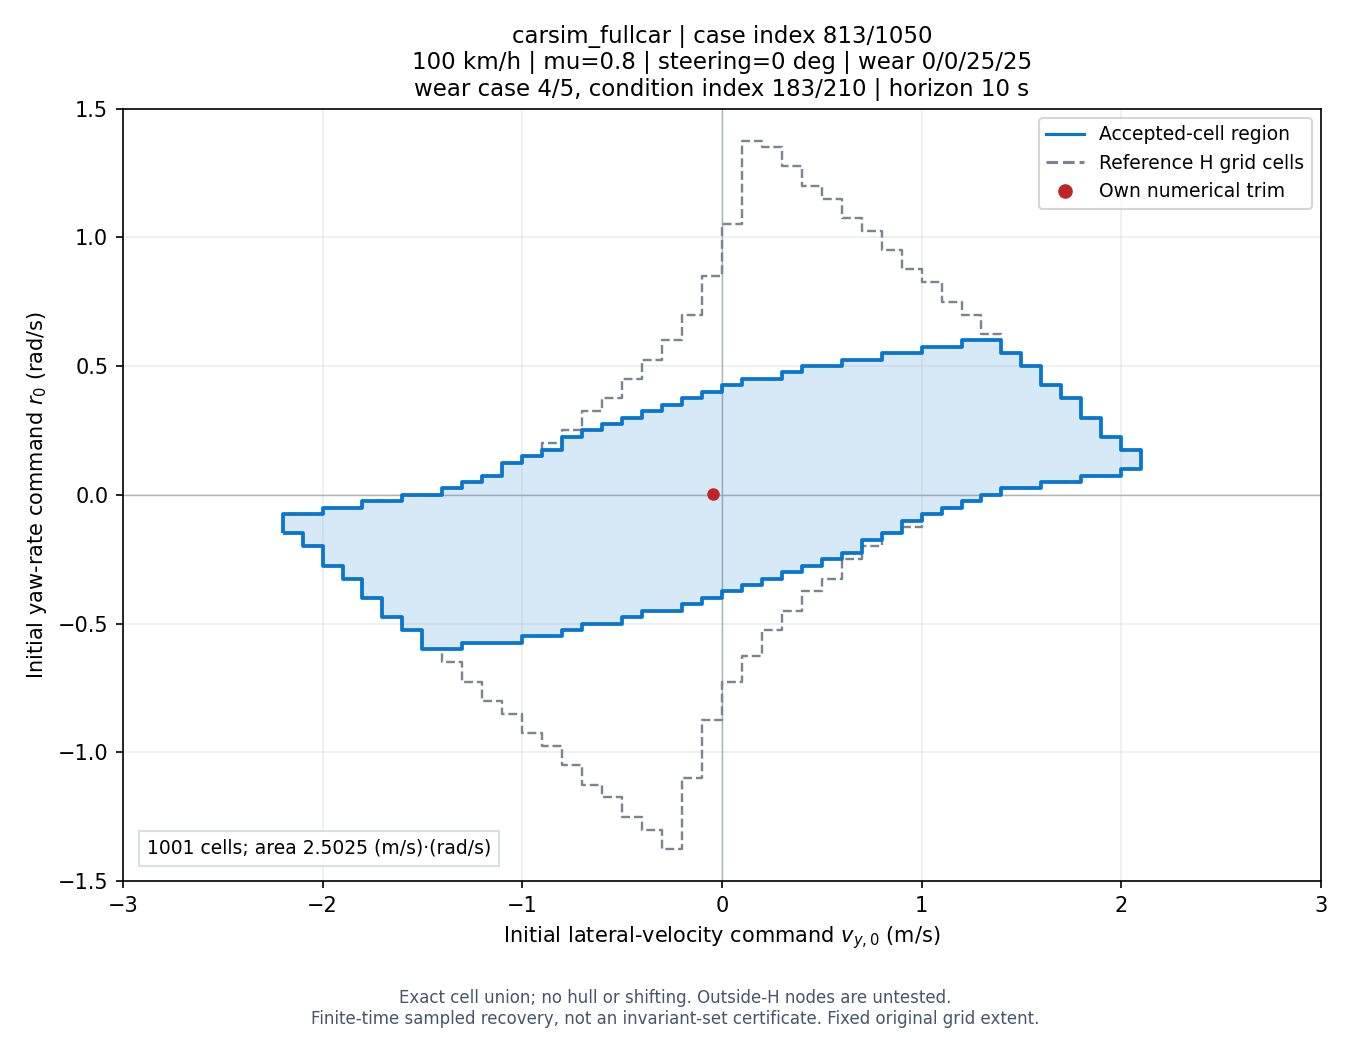 carsim_fullcar | case index 813/1050
100 km/h | mu=0.8 | steering=0 deg | wear 0/0/25/25
wear case 4/5, condition index 183/210 | horizon 10 s
Accepted-cell region
Reference H grid cells
Own numerical trim
1.5
1.0
0.5
0.0
−0.5
−1.0
−1.5
Initial yaw-rate command r₀ (rad/s)
1001 cells; area 2.5025 (m/s)·(rad/s)
−3
−2
−1
0
1
2
3
Initial lateral-velocity command v_{y,0} (m/s)
Exact cell union; no hull or shifting. Outside-H nodes are untested.
Finite-time sampled recovery, not an invariant-set certificate. Fixed original grid extent.